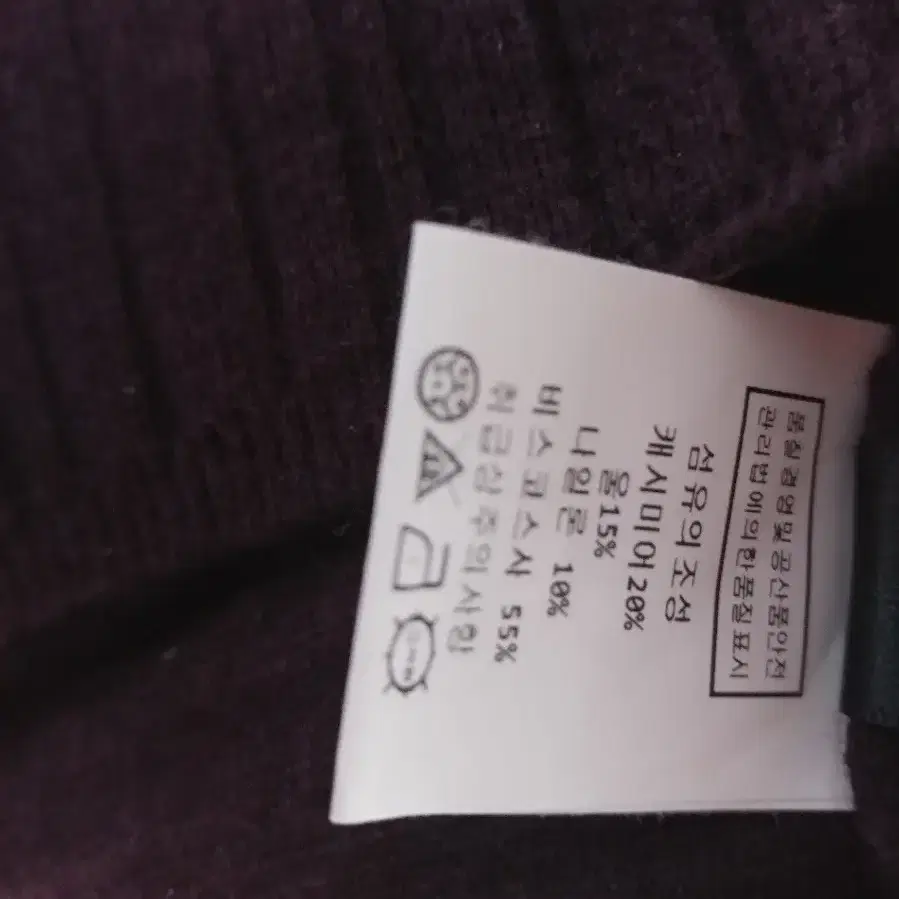 품질경영및공산품안전
관리법에의한품질표시
섬유의조성
캐시미어20%
울15%
나일론 10%
비스코스사 55%
취급상주의사항